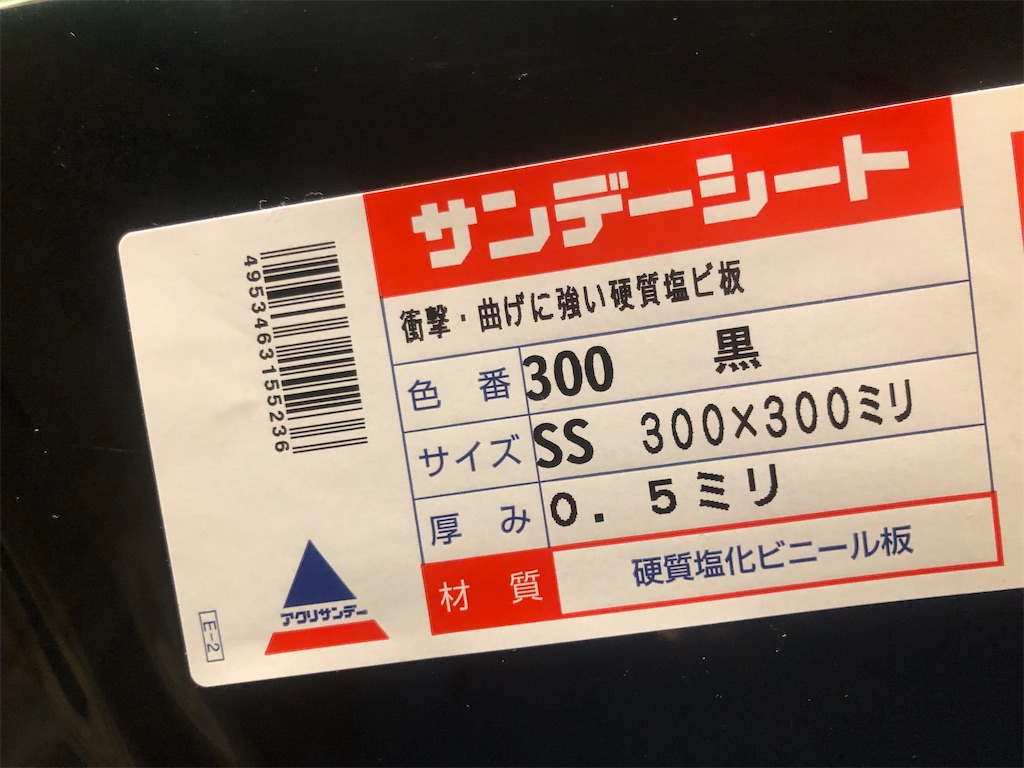 サンデーシート
衝撃・曲げに強い硬質塩ビ板
色番 300 黒
サイズ SS 300×300ミリ
厚み 0.5ミリ
材質 硬質塩化ビニール板
4953463155236
アクリサンデー
E-2